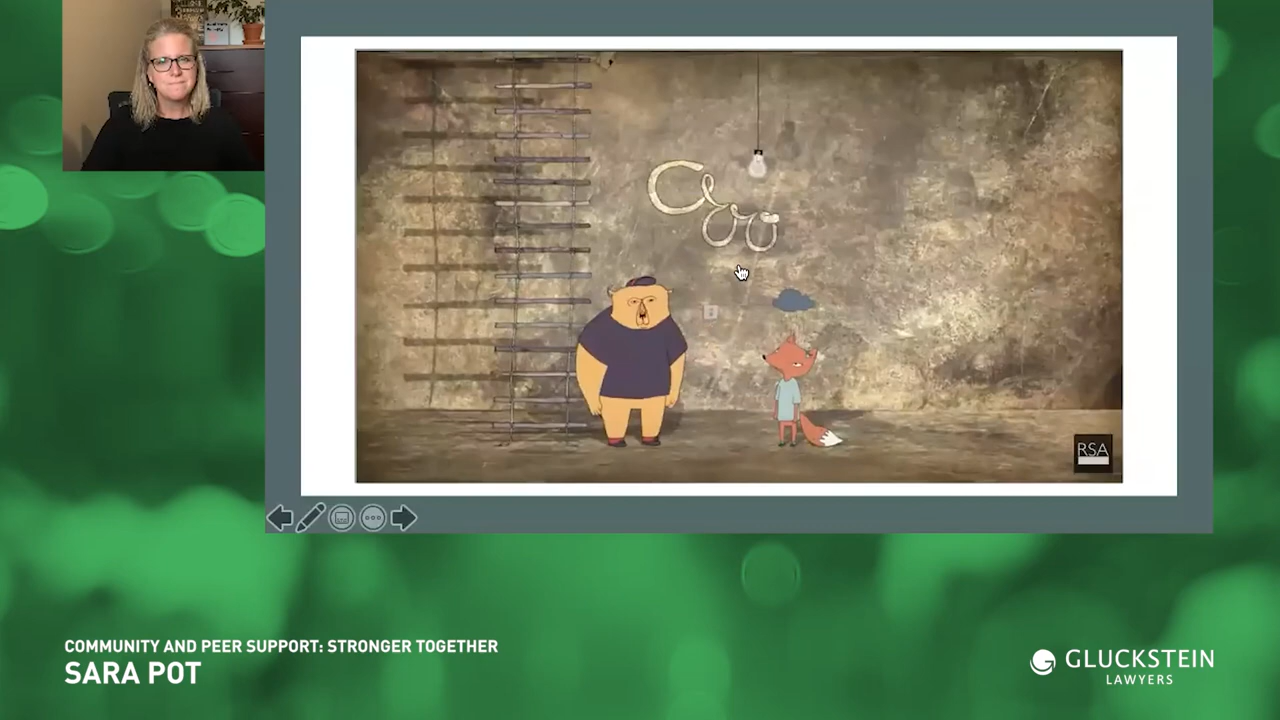 RSA
COMMUNITY AND PEER SUPPORT: STRONGER TOGETHER
SARA POT
GLUCKSTEIN
LAWYERS